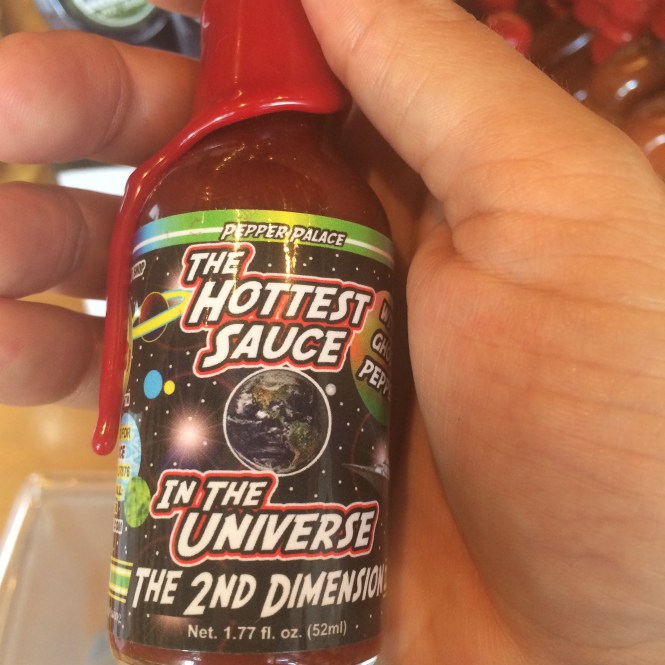 PEPPER PALACE
THE
HOTTEST
SAUCE
IN THE
UNIVERSE
THE 2ND DIMENSION
Net. 1.77 fl. oz. (52ml)